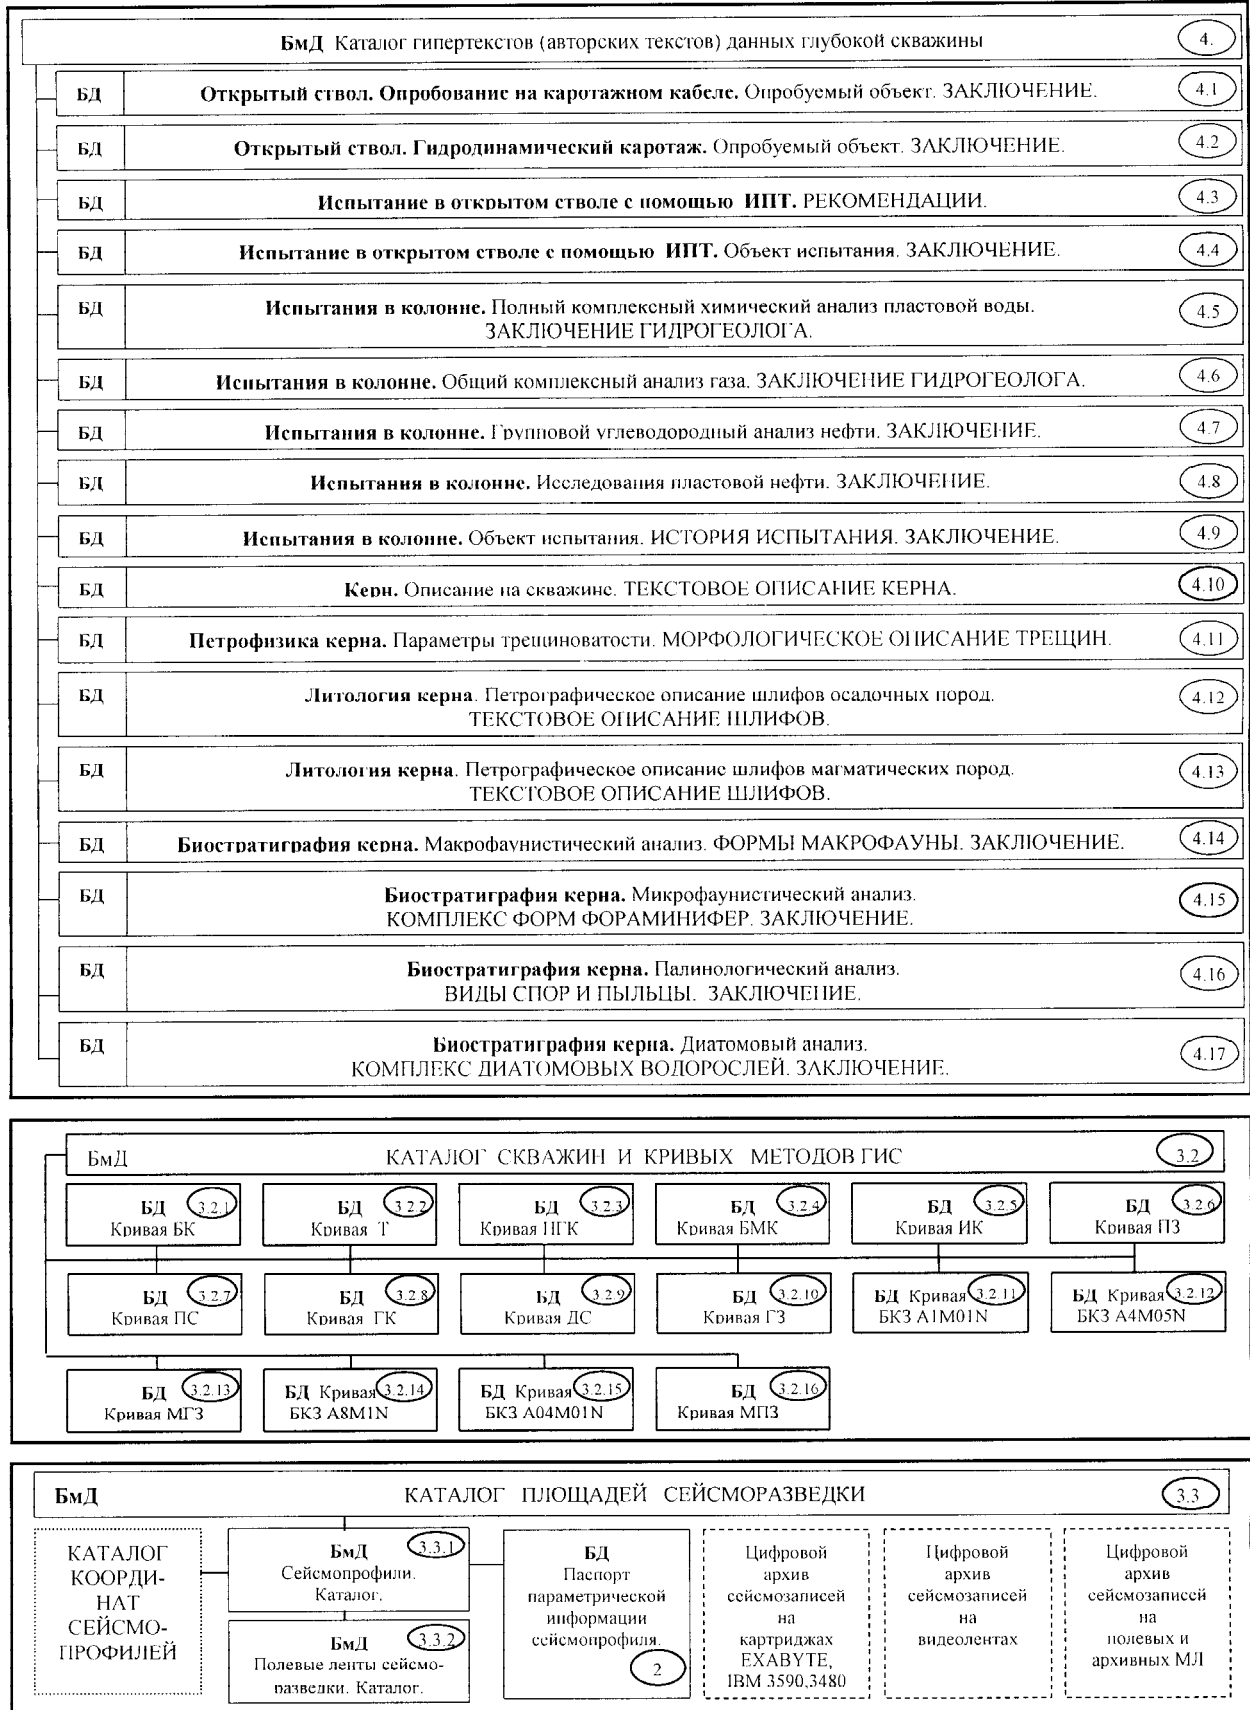 БмД Каталог гипертекстов (авторских текстов) данных глубокой скважины 4.
БД Открытый ствол. Опробование на каротажном кабеле. Опробуемый объект. ЗАКЛЮЧЕНИЕ. 4.1
БД Открытый ствол. Гидродинамический каротаж. Опробуемый объект. ЗАКЛЮЧЕНИЕ. 4.2
БД Испытание в открытом стволе с помощью ИПТ. РЕКОМЕНДАЦИИ. 4.3
БД Испытание в открытом стволе с помощью ИПТ. Объект испытания. ЗАКЛЮЧЕНИЕ. 4.4
БД Испытания в колонне. Полный комплексный химический анализ пластовой воды. 4.5
ЗАКЛЮЧЕНИЕ ГИДРОГЕОЛОГА.
БД Испытания в колонне. Общий комплексный анализ газа. ЗАКЛЮЧЕНИЕ ГИДРОГЕОЛОГА. 4.6
БД Испытания в колонне. Групповой углеводородный анализ нефти. ЗАКЛЮЧЕНИЕ. 4.7
БД Испытания в колонне. Исследования пластовой нефти. ЗАКЛЮЧЕНИЕ. 4.8
БД Испытания в колонне. Объект испытания. ИСТОРИЯ ИСПЫТАНИЯ. ЗАКЛЮЧЕНИЕ. 4.9
БД Керн. Описание на скважине. ТЕКСТОВОЕ ОПИСАНИЕ КЕРНА. 4.10
БД Петрофизика керна. Параметры трещиноватости. МОРФОЛОГИЧЕСКОЕ ОПИСАНИЕ ТРЕЩИН. 4.11
БД Литология керна. Петрографическое описание шлифов осадочных пород. 4.12
ТЕКСТОВОЕ ОПИСАНИЕ ШЛИФОВ.
БД Литология керна. Петрографическое описание шлифов магматических пород. 4.13
ТЕКСТОВОЕ ОПИСАНИЕ ШЛИФОВ.
БД Биостратиграфия керна. Макрофаунистический анализ. ФОРМЫ МАКРОФАУНЫ. ЗАКЛЮЧЕНИЕ. 4.14
БД Биостратиграфия керна. Микрофаунистический анализ. 4.15
КОМПЛЕКС ФОРМ ФОРАМИНИФЕР. ЗАКЛЮЧЕНИЕ.
БД Биостратиграфия керна. Палинологический анализ. 4.16
ВИДЫ СПОР И ПЫЛЬЦЫ. ЗАКЛЮЧЕНИЕ.
БД Биостратиграфия керна. Диатомовый анализ. 4.17
КОМПЛЕКС ДИАТОМОВЫХ ВОДОРОСЛЕЙ. ЗАКЛЮЧЕНИЕ.
БмД КАТАЛОГ СКВАЖИН И КРИВЫХ МЕТОДОВ ГИС 3.2
БД 3.2.1
Кривая БК
БД 3.2.2
Кривая Т
БД 3.2.3
Кривая НГК
БД 3.2.4
Кривая БМК
БД 3.2.5
Кривая ИК
БД 3.2.6
Кривая ПЗ
БД 3.2.7
Кривая ПС
БД 3.2.8
Кривая ГК
БД 3.2.9
Кривая ДС
БД 3.2.10
Кривая ГЗ
БД Кривая 3.2.11
БКЗ A1M01N
БД Кривая 3.2.12
БКЗ A4M05N
БД 3.2.13
Кривая МГЗ
БД Кривая 3.2.14
БКЗ A8M1N
БД Кривая 3.2.15
БКЗ A04M01N
БД 3.2.16
Кривая МПЗ
БмД КАТАЛОГ ПЛОЩАДЕЙ СЕЙСМОРАЗВЕДКИ 3.3
КАТАЛОГ
КООРДИ-
НАТ
СЕЙСМО-
ПРОФИЛЕЙ
БмД 3.3.1
Сейсмопрофили.
Каталог.
БмД 3.3.2
Полевые ленты сейсмо-
разведки. Каталог.
БД
Паспорт
параметрической
информации
сейсмопрофиля.
2
Цифровой
архив
сейсмозаписей
на
картриджах
EXABYTE,
IBM 3590,3480
Цифровой
архив
сейсмозаписей
на
видеолентах
Цифровой
архив
сейсмозаписей
на
полевых и
архивных МЛ